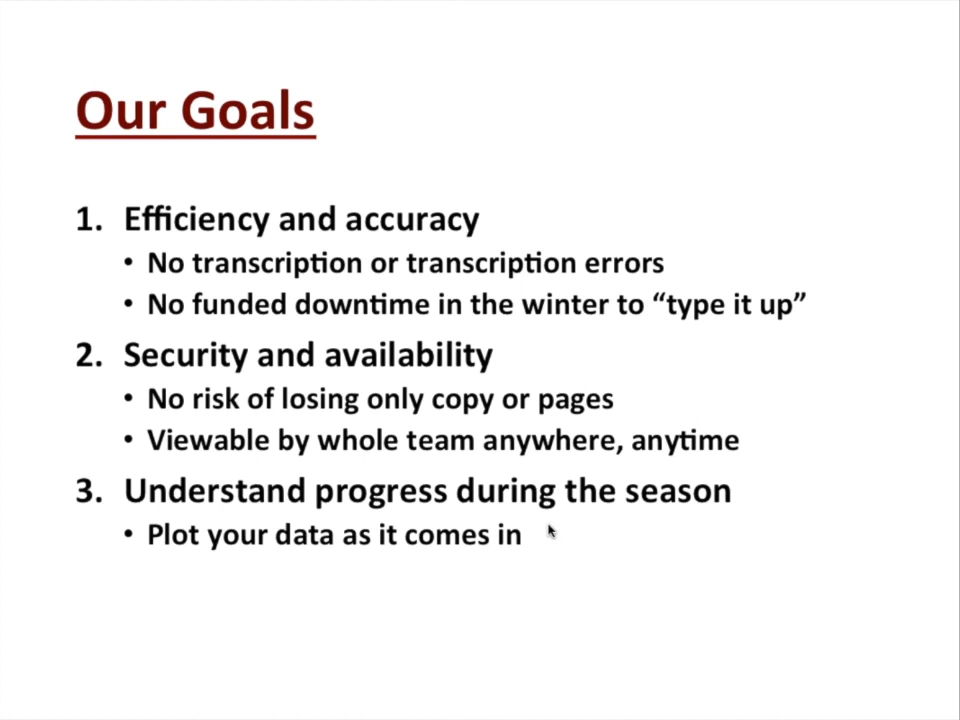 Our Goals
1. Efficiency and accuracy
• No transcription or transcription errors
• No funded downtime in the winter to “type it up”
2. Security and availability
• No risk of losing only copy or pages
• Viewable by whole team anywhere, anytime
3. Understand progress during the season
• Plot your data as it comes in